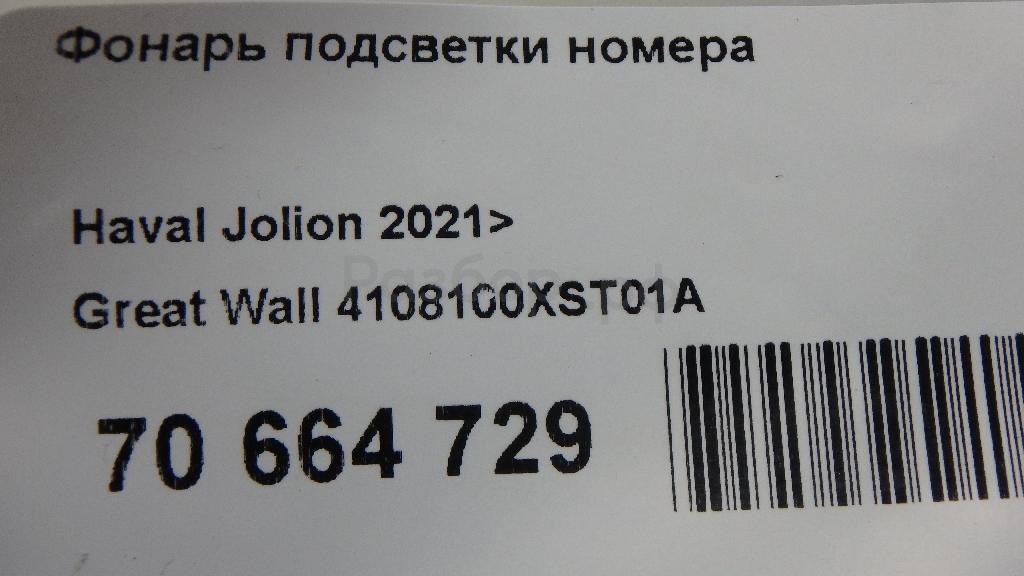 Фонарь подсветки номера
Haval Jolion 2021>
Great Wall 4108100XST01A
70 664 729